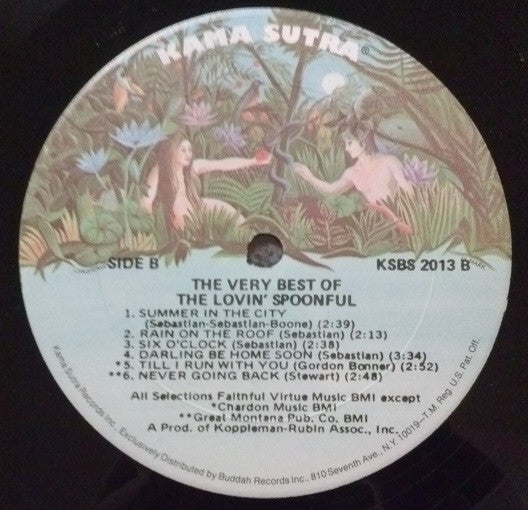 KAMA SUTRA®
SIDE B
KSBS 2013 B
MARK
THE VERY BEST OF
THE LOVIN' SPOONFUL
1. SUMMER IN THE CITY
(Sebastian-Sebastian-Boone) (2:39)
2. RAIN ON THE ROOF (Sebastian) (2:13)
3. SIX O'CLOCK (Sebastian) (2:38)
4. DARLING BE HOME SOON (Sebastian) (3:34)
*5. TILL I RUN WITH YOU (Gordon Bonner) (2:52)
**6. NEVER GOING BACK (Stewart) (2:48)
All Selections Faithful Virtue Music BMI except
*Chardon Music BMI
**Great Montana Pub. Co. BMI
A Prod. of Koppleman-Rubin Assoc., Inc.
Kama Sutra Records Inc. Exclusively Distributed by Buddah Records Inc., 810 Seventh Ave., N.Y. 10019—T.M. Reg. U.S. Pat. Off.